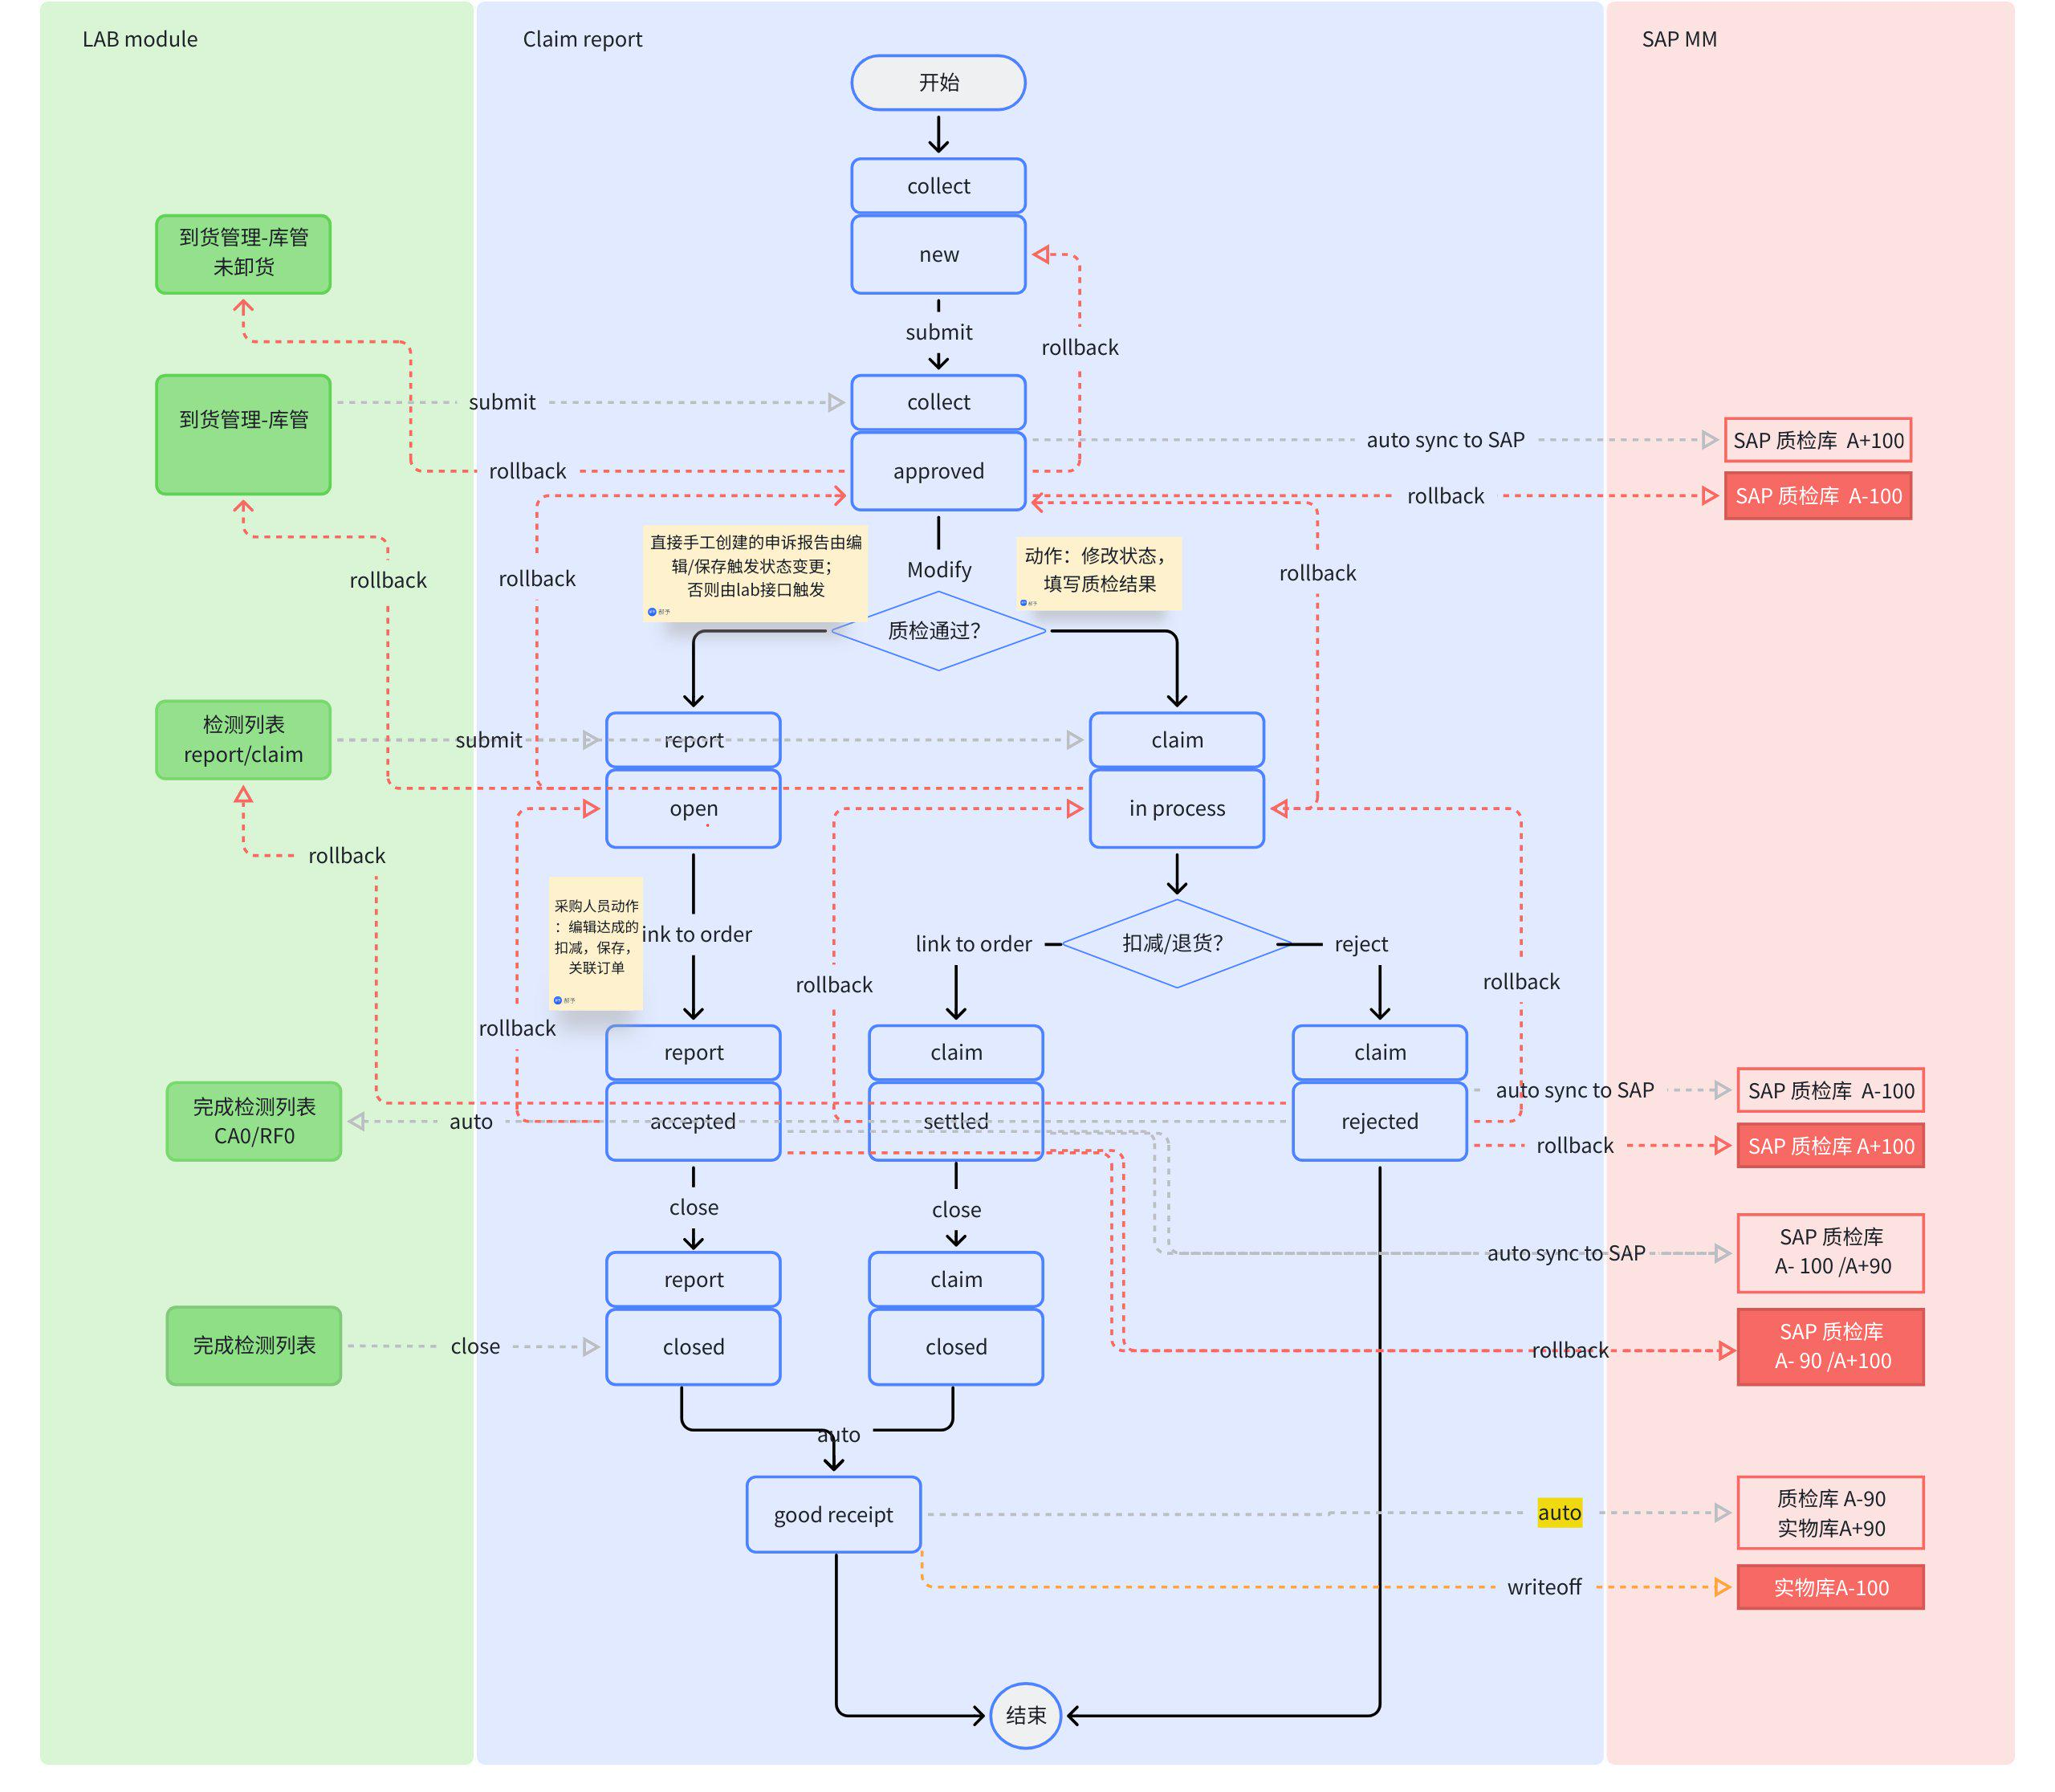 LAB module
Claim report
SAP MM
开始
collect
new
到货管理-库管
未卸货
submit
rollback
到货管理-库管
submit
collect
approved
rollback
auto sync to SAP
SAP 质检库 A+100
rollback
SAP 质检库 A-100
直接手工创建的申诉报告由编
辑/保存触发状态变更；
否则由lab接口触发
郝予
Modify
动作：修改状态，
填写质检结果
郝予
rollback
rollback
rollback
质检通过？
检测列表
report/claim
submit
report
open
claim
in process
rollback
采购人员动作
：编辑达成的
扣减，保存，
关联订单
郝予
ink to order
link to order
扣减/退货？
reject
rollback
rollback
rollback
report
accepted
claim
settled
claim
rejected
完成检测列表
CA0/RF0
auto
auto sync to SAP
SAP 质检库 A-100
rollback
SAP 质检库 A+100
close
close
auto sync to SAP
SAP 质检库
A- 100 /A+90
report
closed
claim
closed
完成检测列表
close
rollback
SAP 质检库
A- 90 /A+100
auto
good receipt
auto
质检库 A-90
实物库A+90
writeoff
实物库A-100
结束